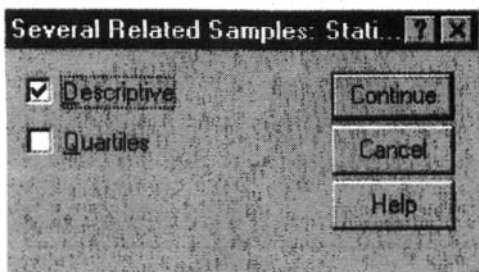 Several Related Samples: Stati... ? X
Descriptive
Continue
Quartiles
Cancel
Help